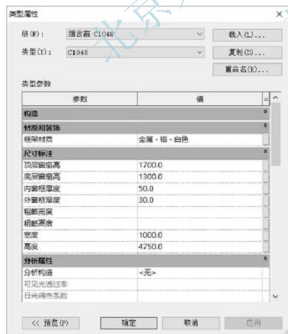 类型属性
族(F): 组合窗 C1048 载入(L)...
类型(T): C1048 复制(D)...
重命名(R)...
类型参数
参数 值 =
构造
材质和装饰
框架材质 金属 - 铝 - 白色
尺寸标注
顶层窗扇高 1700.0
底层窗扇高 1300.0
内窗框厚度 50.0
外窗框厚度 30.0
粗略宽度
粗略高度
宽度 1000.0
高度 4750.0
分析属性
分析构造 <无>
可见光透过率
日光得热系数
<< 预览(P) 确定 取消 应用
北京